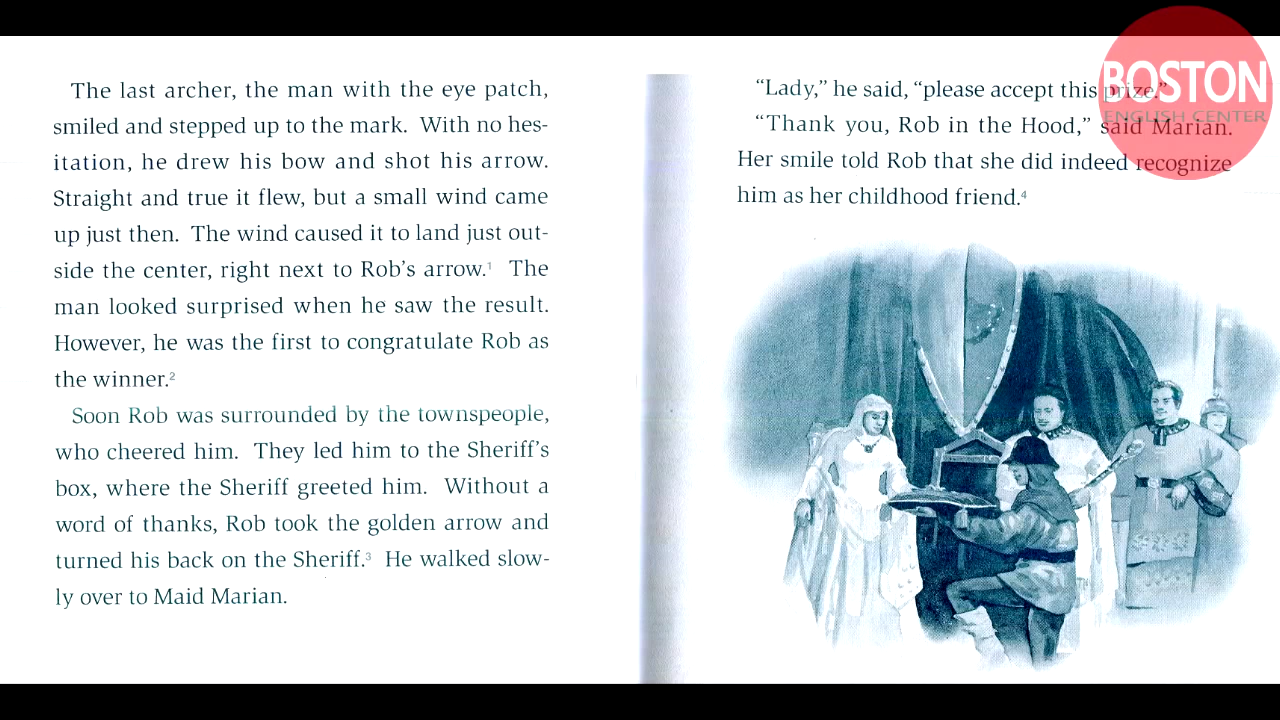 The last archer, the man with the eye patch,
smiled and stepped up to the mark. With no hes-
itation, he drew his bow and shot his arrow.
Straight and true it flew, but a small wind came
up just then. The wind caused it to land just out-
side the center, right next to Rob's arrow.¹ The
man looked surprised when he saw the result.
However, he was the first to congratulate Rob as
the winner.²
Soon Rob was surrounded by the townspeople,
who cheered him. They led him to the Sheriff's
box, where the Sheriff greeted him. Without a
word of thanks, Rob took the golden arrow and
turned his back on the Sheriff.³ He walked slow-
ly over to Maid Marian.
“Lady,” he said, “please accept this prize.”
“Thank you, Rob in the Hood,” said Marian.
Her smile told Rob that she did indeed recognize
him as her childhood friend.⁴
BOSTON
ENGLISH CENTER